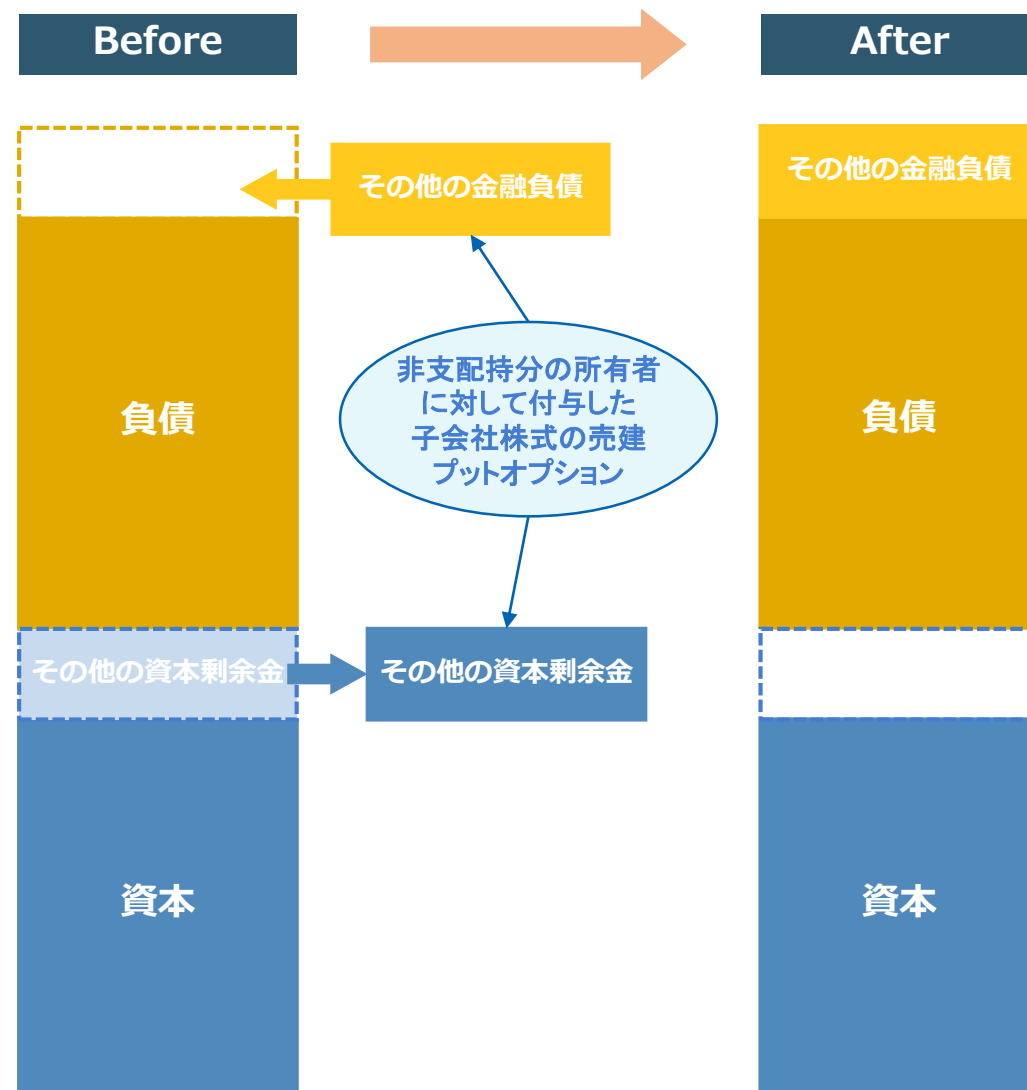 Before
After
その他の金融負債
その他の金融負債
非支配持分の所有者
に対して付与した
子会社株式の売建
プットオプション
負債
負債
その他の資本剰余金
その他の資本剰余金
資本
資本